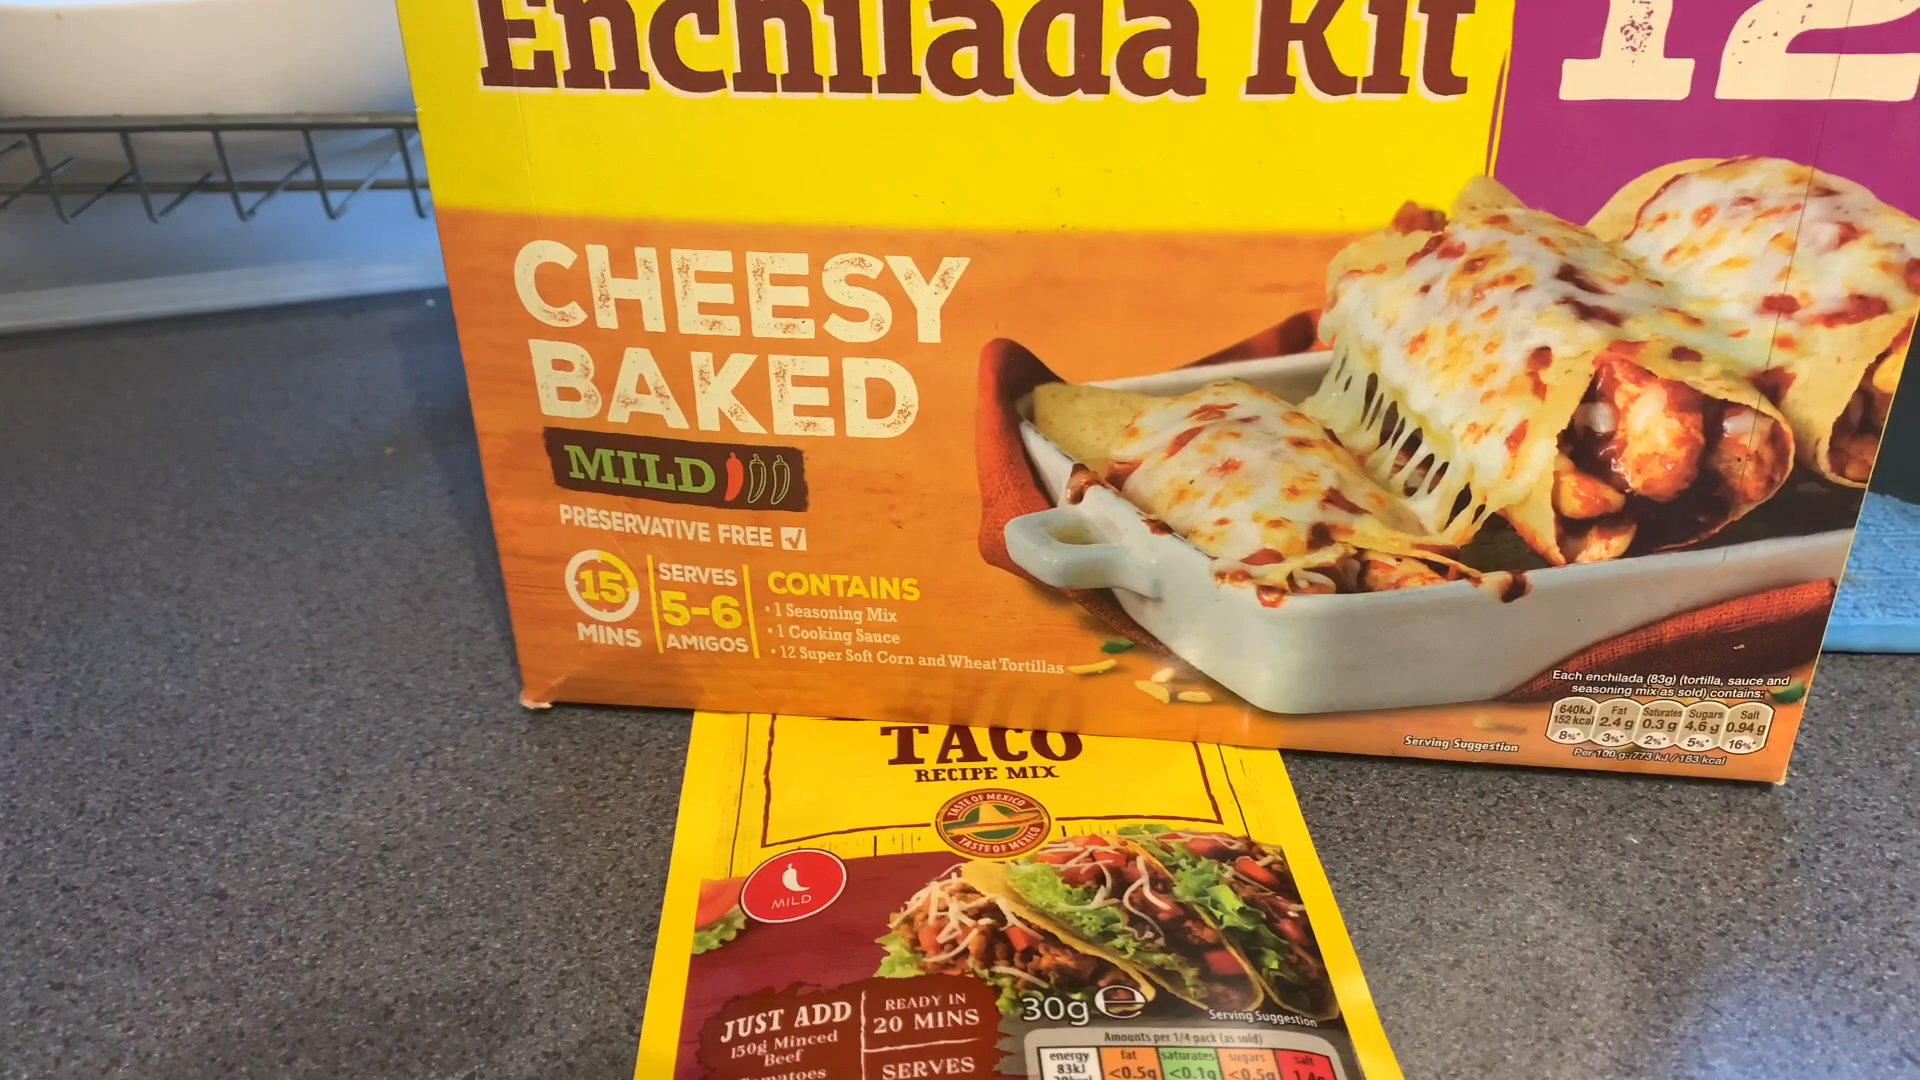 Enchilada Kit
12
CHEESY
BAKED
MILD
PRESERVATIVE FREE
15
MINS
SERVES
5-6
AMIGOS
CONTAINS
• 1 Seasoning Mix
• 1 Cooking Sauce
• 12 Super Soft Corn and Wheat Tortillas
Each enchilada (83g) (tortilla, sauce and
seasoning mix as sold) contains:
640kJ
152 kcal
8%*
Fat
2.4 g
3%*
Saturates
0.3 g
2%*
Sugars
4.6 g
5%*
Salt
0.94 g
16%*
Per 100 g: 773 kJ / 183 kcal
Serving Suggestion
TACO
RECIPE MIX
TASTE OF MEXICO
TASTE OF MEXICO
MILD
JUST ADD
150g Minced
Beef
READY IN
20 MINS
SERVES
30g e
Serving Suggestion
Amounts per 1/4 pack (as sold)
energy
83kJ
fat
<0.5g
saturates
<0.1g
sugars
<0.5g
salt